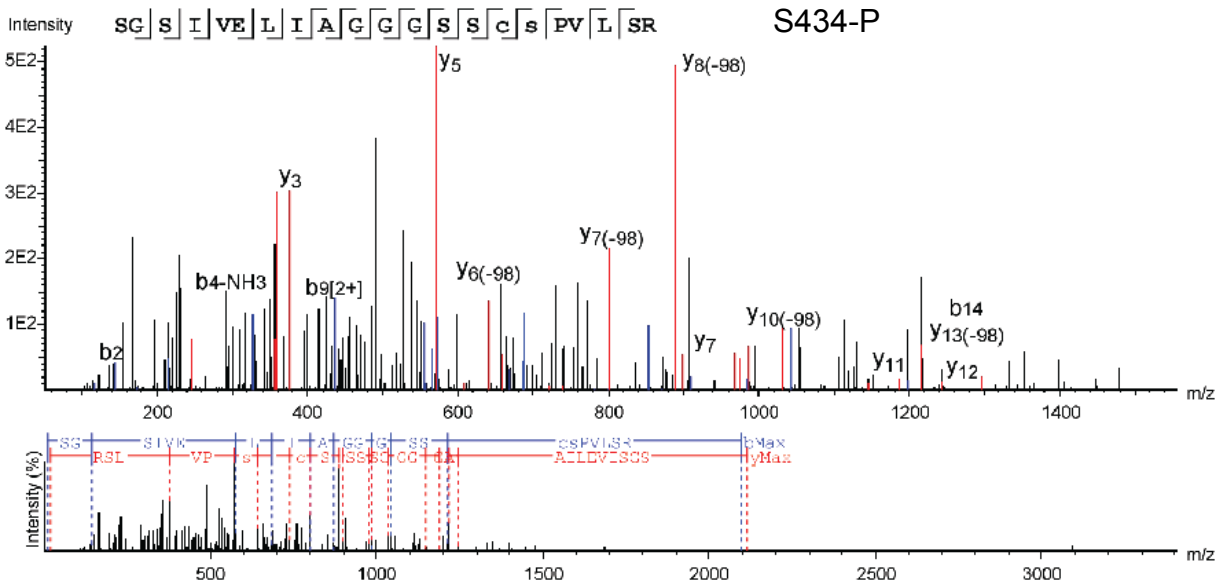 Intensity SGSIVELIAGGGSScsPVLSR S434-P
5E2
y5
y8(-98)
4E2
3E2
y3
2E2
y7(-98)
b4-NH3
b9[2+]
y6(-98)
y10(-98)
b14
y13(-98)
1E2
b2
y7
y11
y12
m/z
200 400 600 800 1000 1200 1400
SG SIVE L I A GG G SS csPVLSR bMax
RSL VP s c S SS GG GA AILEVISGS yMax
Intensity (%)
m/z
500 1000 1500 2000 2500 3000